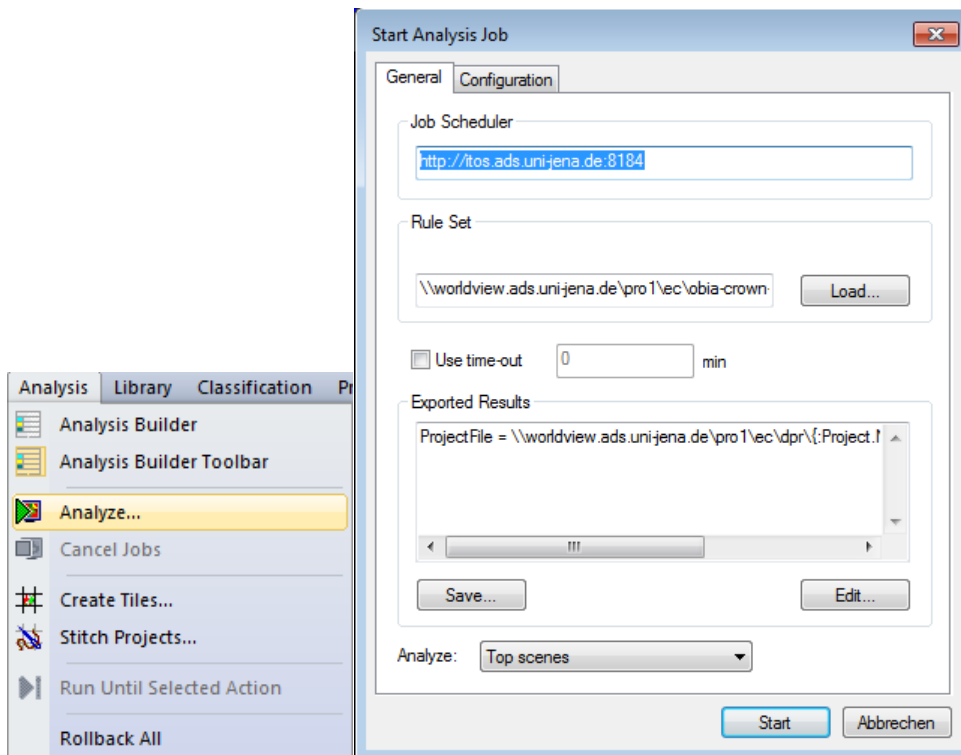 Analysis Library Classification
Analysis Builder
Analysis Builder Toolbar
Analyze...
Cancel Jobs
Create Tiles...
Stitch Projects...
Run Until Selected Action
Rollback All
Start Analysis Job
General Configuration
Job Scheduler
http://itos.ads.uni-jena.de:8184
Rule Set
\\worldview.ads.uni-jena.de\pro1\ec\obia-crown- Load...
Use time-out 0 min
Exported Results
ProjectFile = \\worldview.ads.uni-jena.de\pro1\ec\dpr\{:Project.
Save... Edit...
Analyze: Top scenes
Start Abbrechen